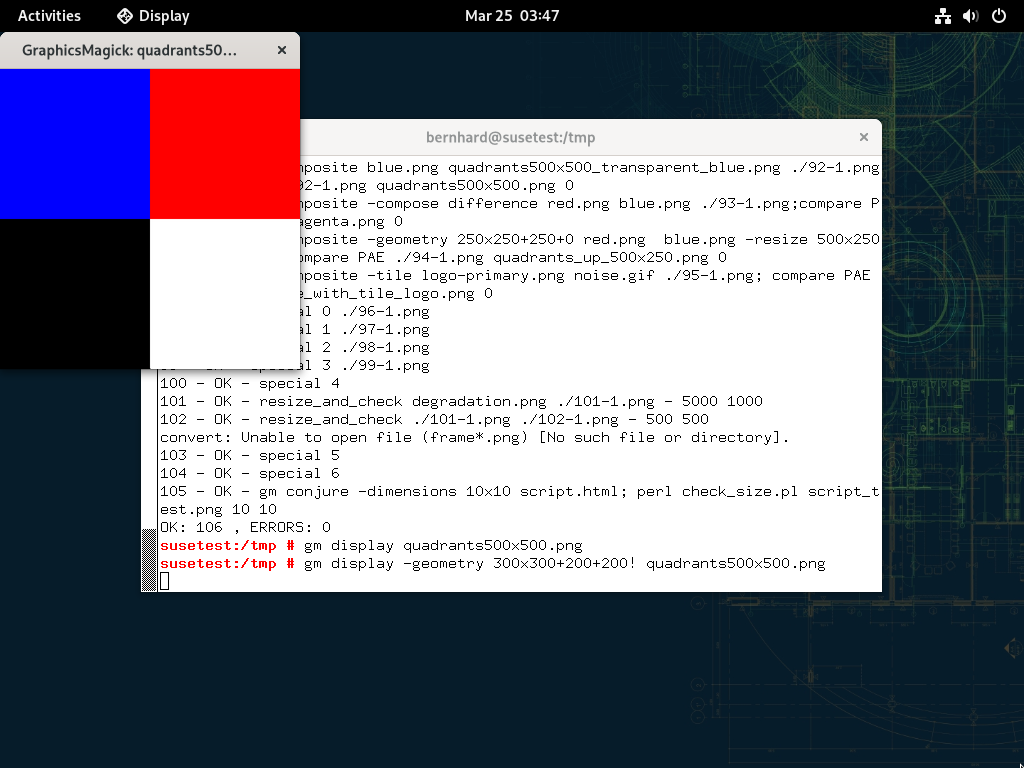 Activities
Display
Mar 25 03:47
GraphicsMagick: quadrants50...
bernhard@susetest:/tmp
mposite blue.png quadrants500x500_transparent_blue.png ./92-1.png
92-1.png quadrants500x500.png 0
mposite -compose difference red.png blue.png ./93-1.png;compare P
agenta.png 0
mposite -geometry 250x250+250+0 red.png  blue.png -resize 500x250
ompare PAE ./94-1.png quadrants_up_500x250.png 0
mposite -tile logo-primary.png noise.gif ./95-1.png; compare PAE
e_with_tile_logo.png 0
al 0 ./96-1.png
al 1 ./97-1.png
al 2 ./98-1.png
al 3 ./99-1.png
100 - OK - special 4
101 - OK - resize_and_check degradation.png ./101-1.png - 5000 1000
102 - OK - resize_and_check ./101-1.png ./102-1.png - 500 500
convert: Unable to open file (frame*.png) [No such file or directory].
103 - OK - special 5
104 - OK - special 6
105 - OK - gm conjure -dimensions 10x10 script.html; perl check_size.pl script_t
est.png 10 10
OK: 106 , ERRORS: 0
susetest:/tmp # gm display quadrants500x500.png
susetest:/tmp # gm display -geometry 300x300+200+200! quadrants500x500.png